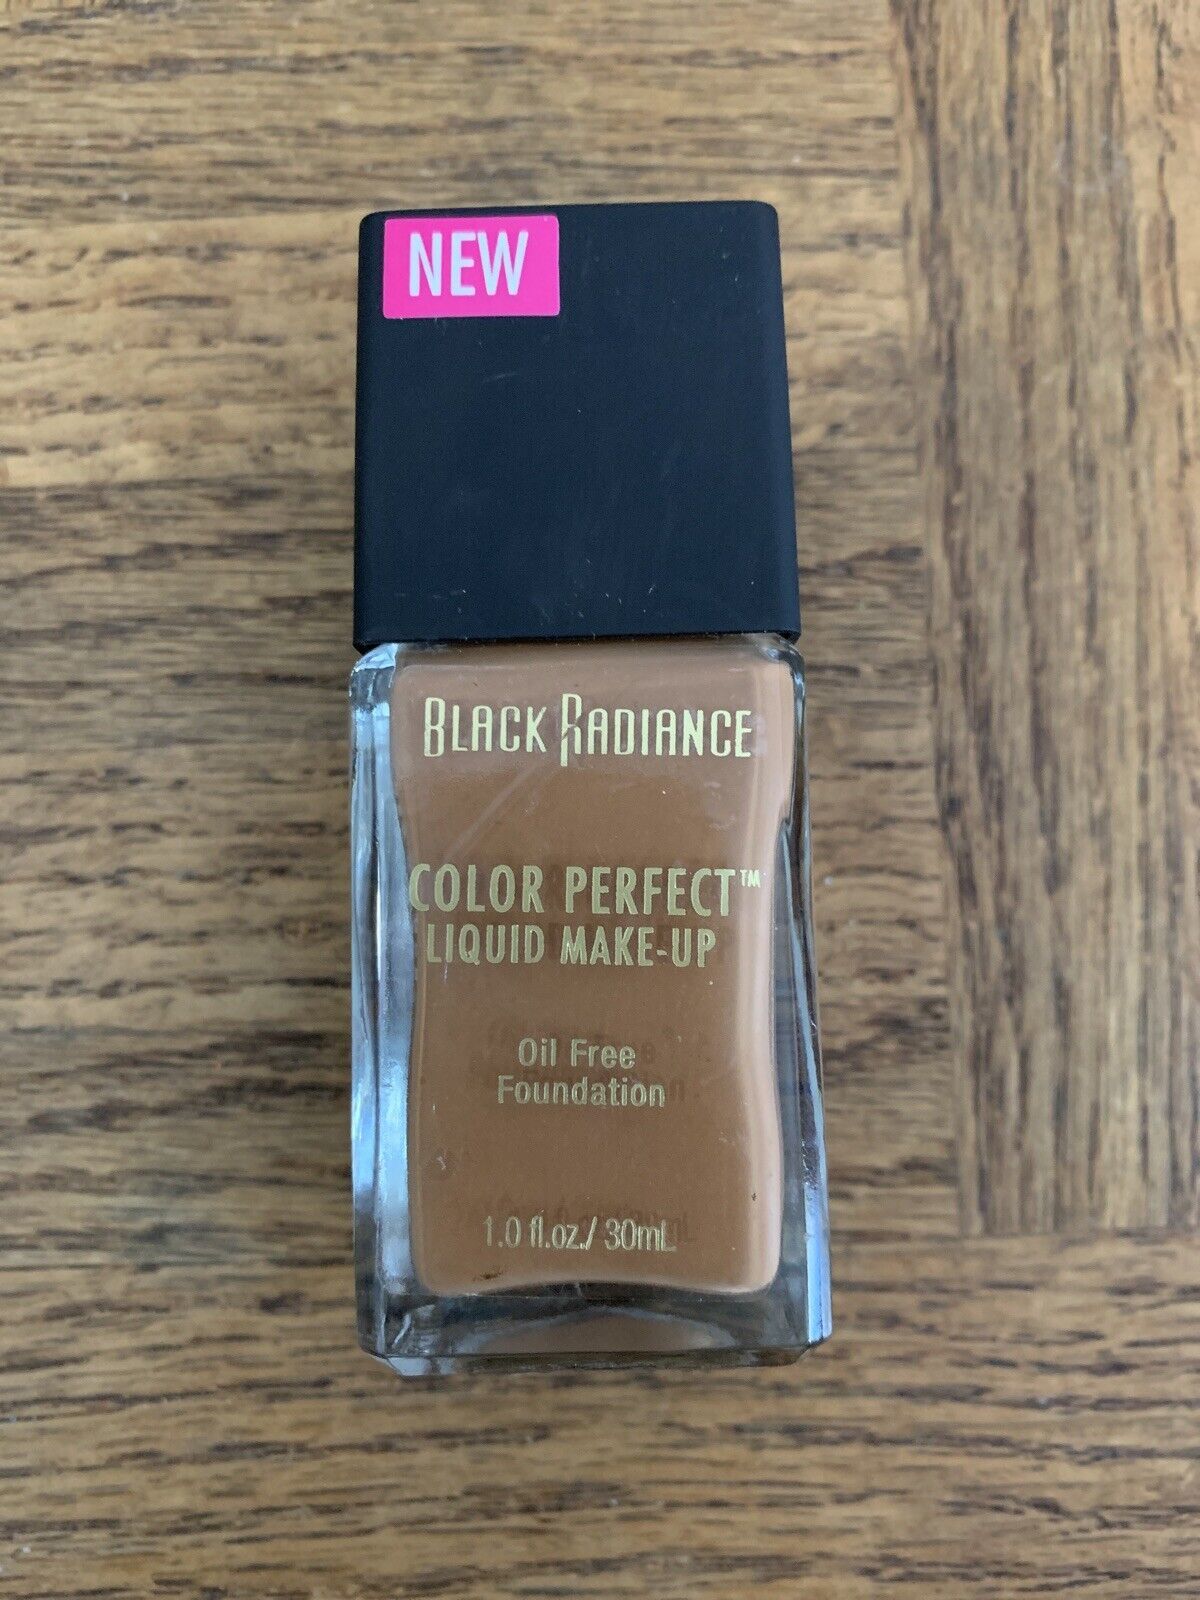 NEW
BLACK RADIANCE
COLOR PERFECT™
LIQUID MAKE-UP
Oil Free
Foundation
1.0 fl.oz./ 30mL